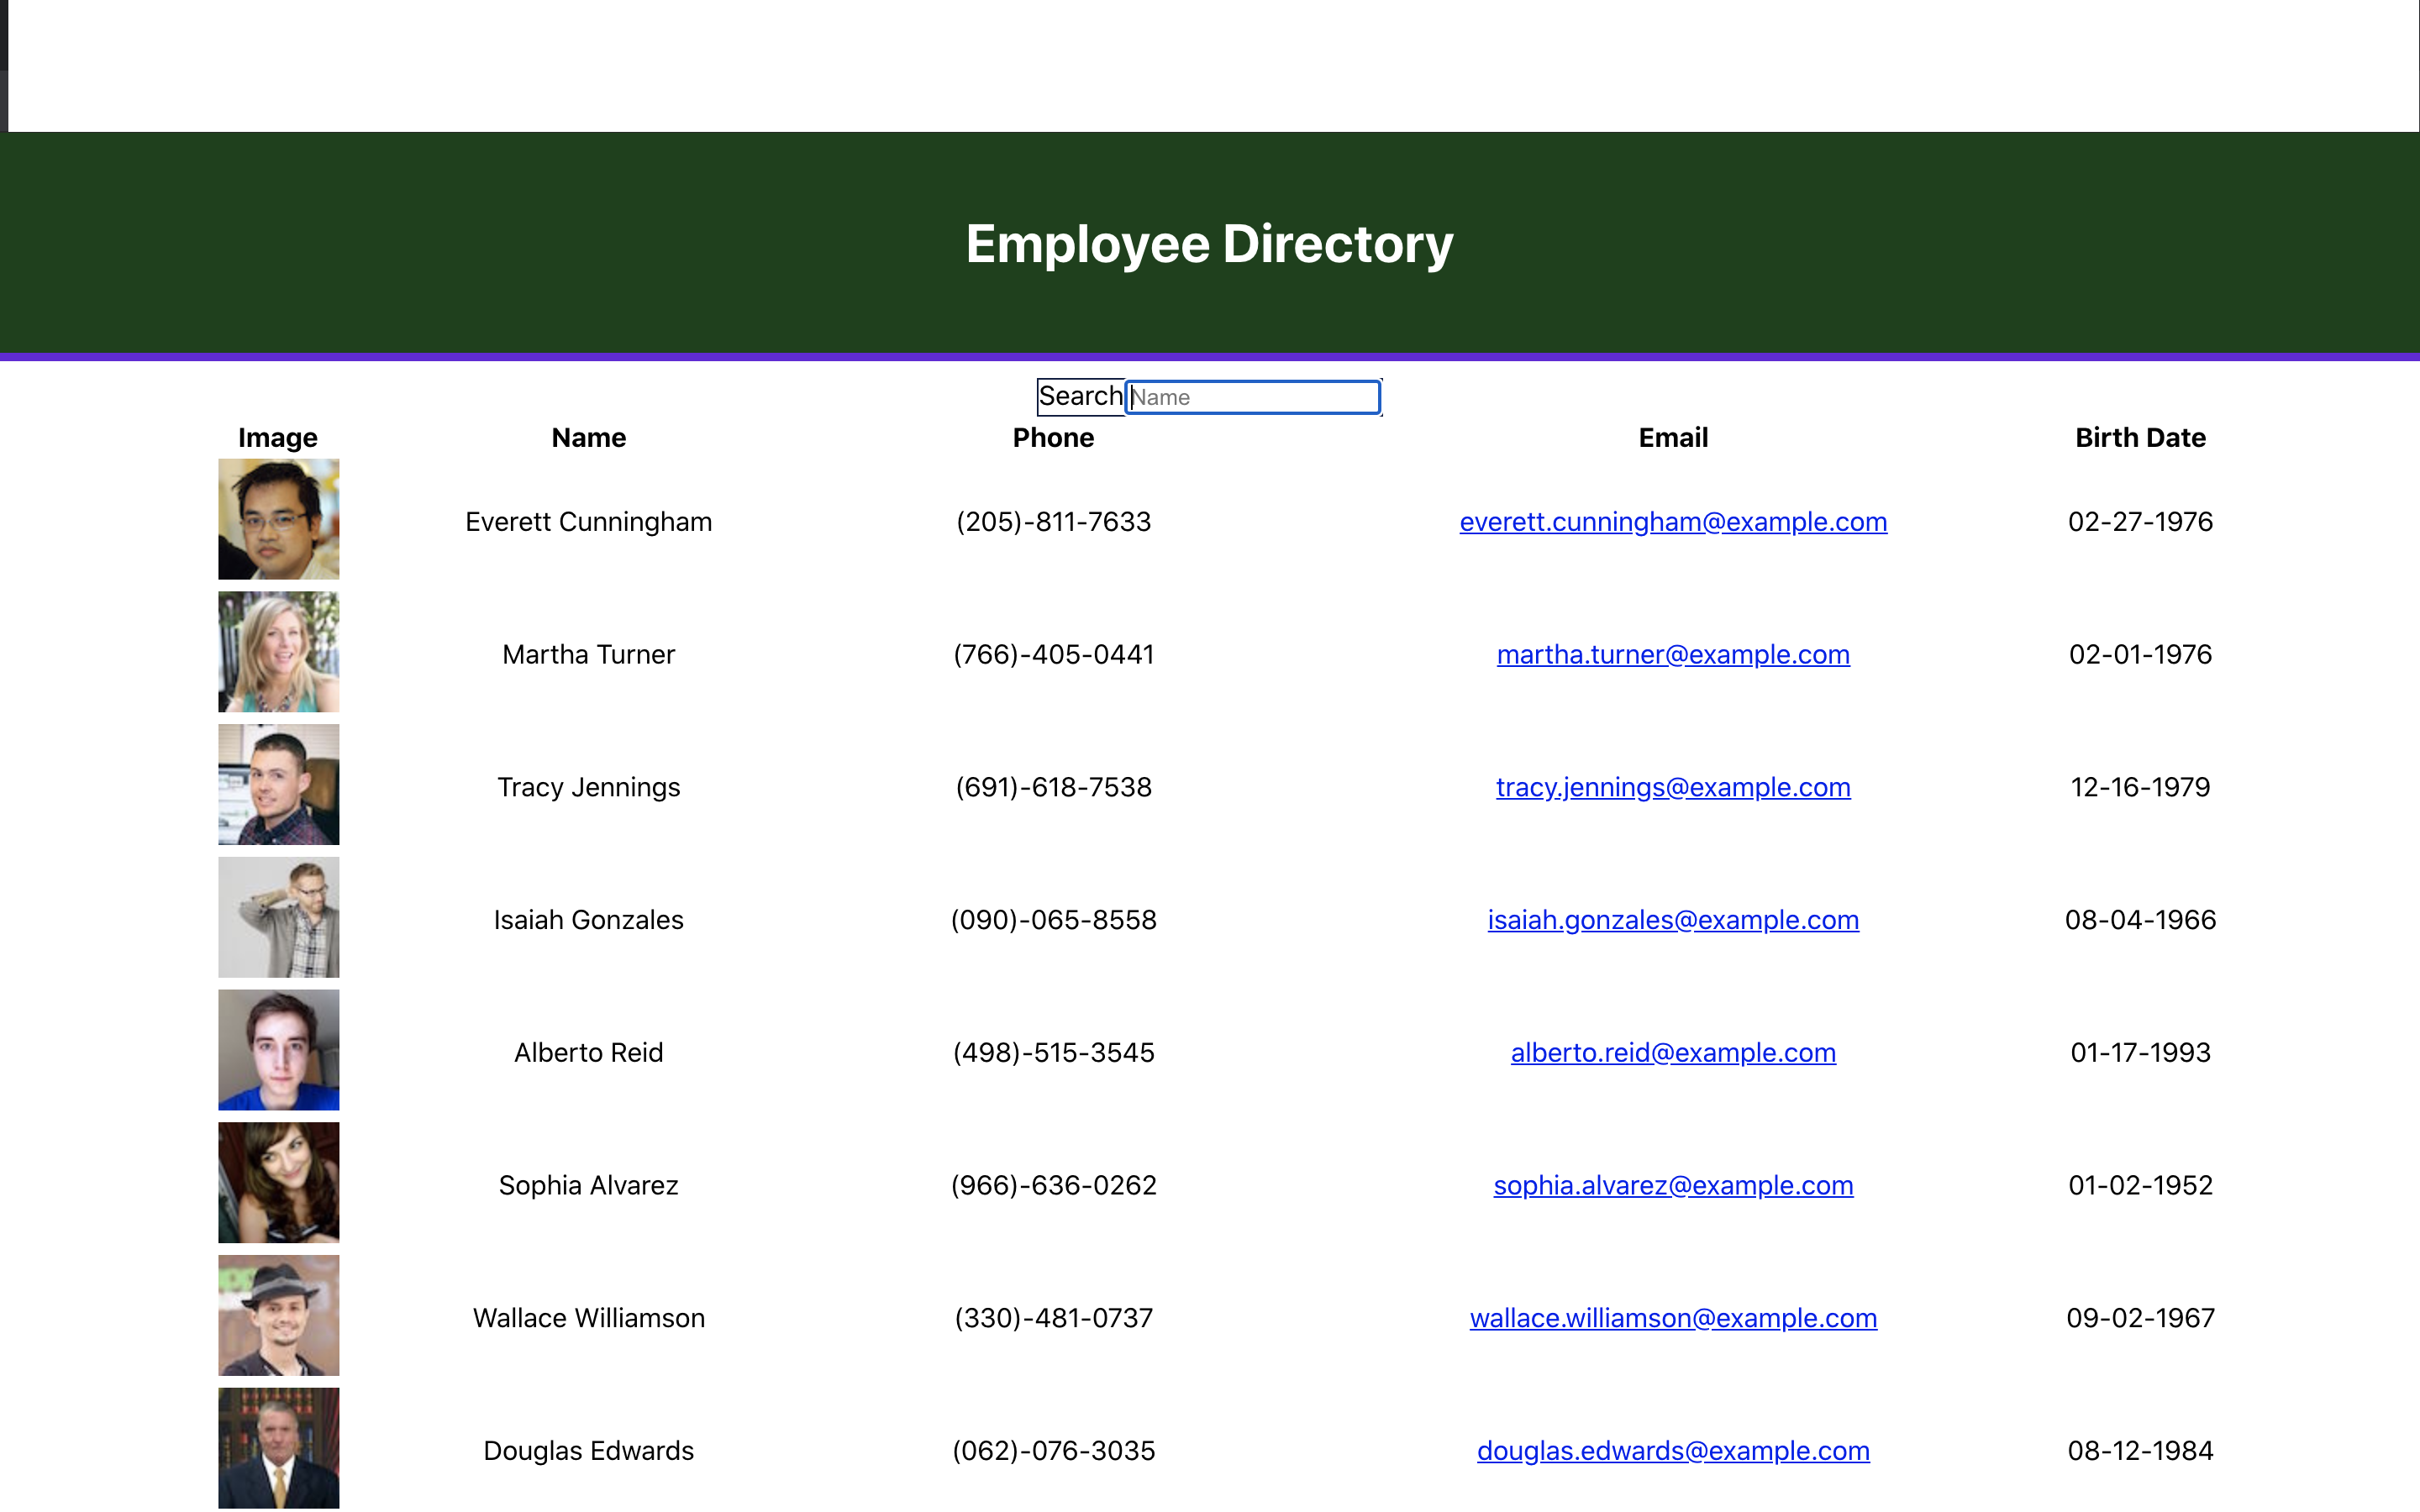 Employee Directory
Search Name
Image Name Phone Email Birth Date
Everett Cunningham (205)-811-7633 everett.cunningham@example.com 02-27-1976
Martha Turner (766)-405-0441 martha.turner@example.com 02-01-1976
Tracy Jennings (691)-618-7538 tracy.jennings@example.com 12-16-1979
Isaiah Gonzales (090)-065-8558 isaiah.gonzales@example.com 08-04-1966
Alberto Reid (498)-515-3545 alberto.reid@example.com 01-17-1993
Sophia Alvarez (966)-636-0262 sophia.alvarez@example.com 01-02-1952
Wallace Williamson (330)-481-0737 wallace.williamson@example.com 09-02-1967
Douglas Edwards (062)-076-3035 douglas.edwards@example.com 08-12-1984